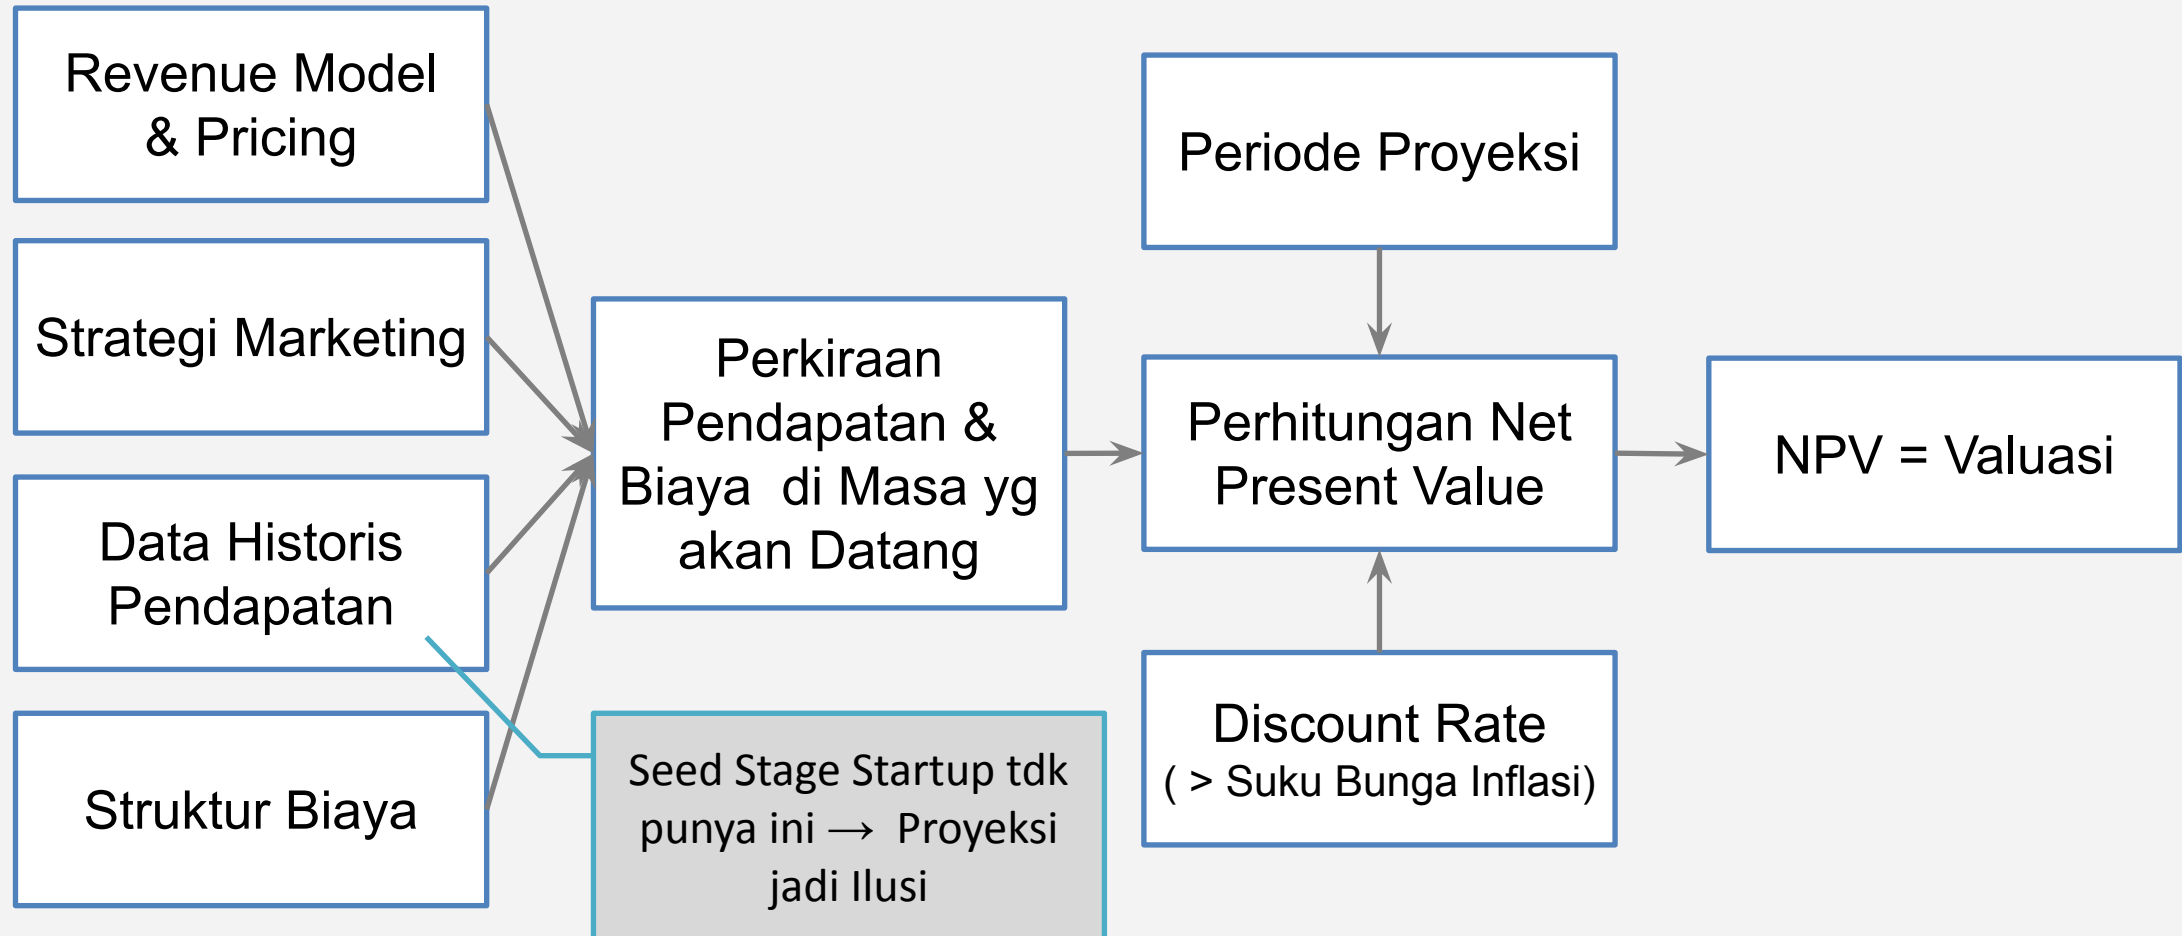 Revenue Model
& Pricing
Strategi Marketing
Data Historis
Pendapatan
Struktur Biaya
Perkiraan
Pendapatan &
Biaya  di Masa yg
akan Datang
Seed Stage Startup tdk
punya ini →  Proyeksi
jadi Ilusi
Periode Proyeksi
Perhitungan Net
Present Value
Discount Rate
( > Suku Bunga Inflasi)
NPV = Valuasi